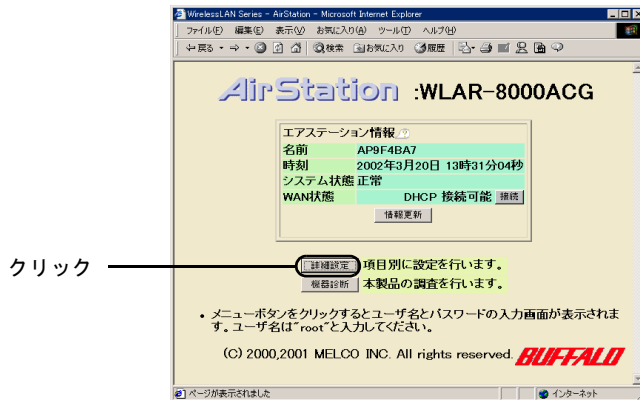 WirelessLAN Series - AirStation - Microsoft Internet Explorer
ファイル(F) 編集(E) 表示(V) お気に入り(A) ツール(T) ヘルプ(H)
戻る 検索 お気に入り 履歴
AirStation :WLAR-8000ACG
エアステーション情報
名前 AP9F4BA7
時刻 2002年3月20日 13時31分04秒
システム状態 正常
WAN状態 DHCP 接続可能 接続
情報更新
クリック
詳細設定 項目別に設定を行います。
機器診断 本製品の調査を行います。
• メニューボタンをクリックするとユーザ名とパスワードの入力画面が表示されま
す。ユーザ名は"root"と入力してください。
(C) 2000,2001 MELCO INC. All rights reserved. BUFFALO
ページが表示されました インターネット